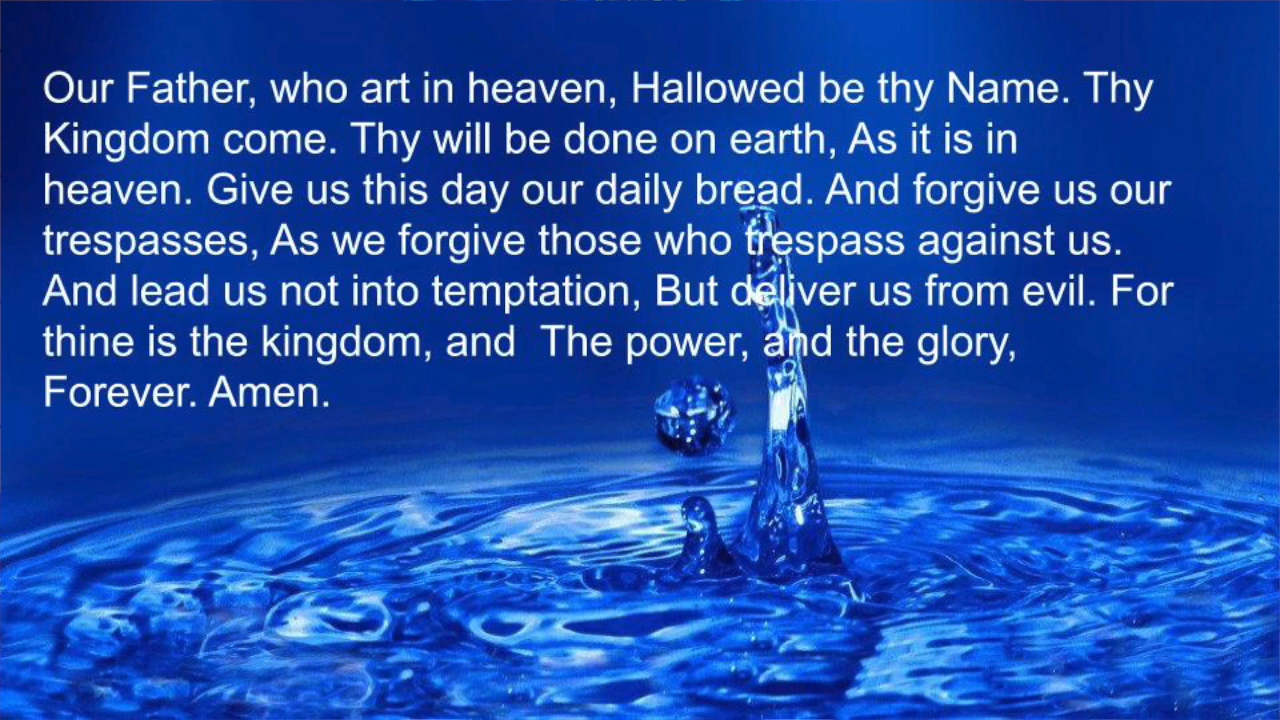 Our Father, who art in heaven, Hallowed be thy Name. Thy
Kingdom come. Thy will be done on earth, As it is in
heaven. Give us this day our daily bread. And forgive us our
trespasses, As we forgive those who trespass against us.
And lead us not into temptation, But deliver us from evil. For
thine is the kingdom, and  The power, and the glory,
Forever. Amen.